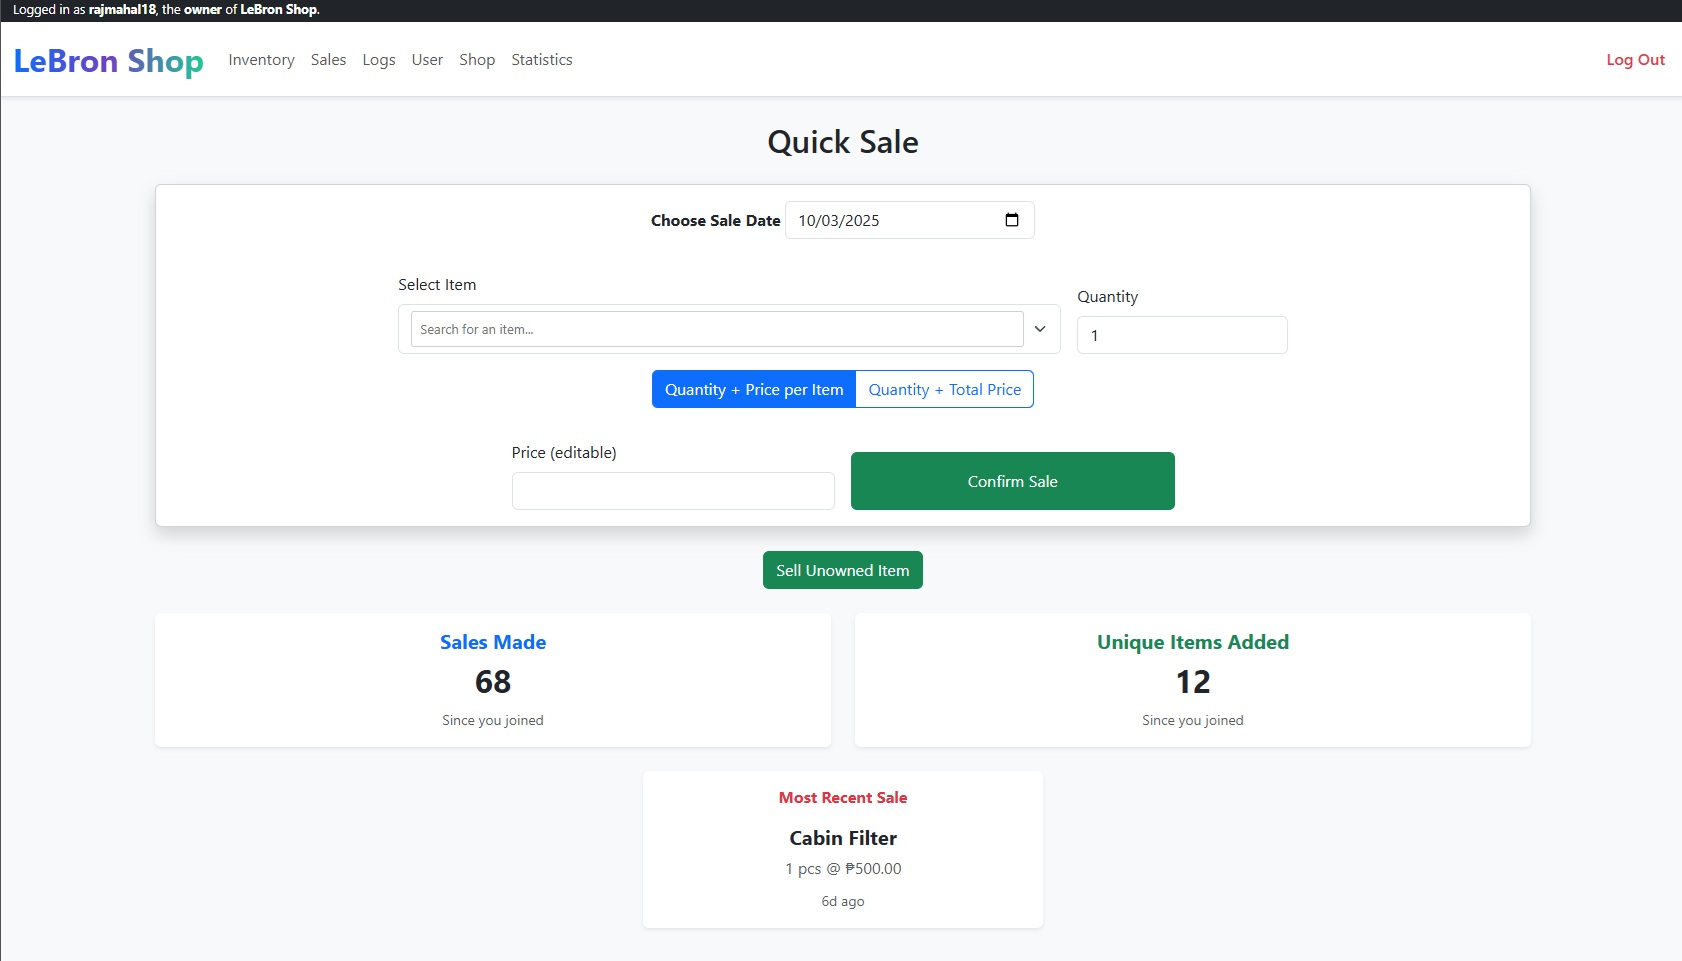 Logged in as rajmahal18, the owner of LeBron Shop.
LeBron Shop Inventory Sales Logs User Shop Statistics Log Out
Quick Sale
Choose Sale Date 10/03/2025
Select Item
Search for an item...
Quantity
1
Quantity + Price per Item Quantity + Total Price
Price (editable)
Confirm Sale
Sell Unowned Item
Sales Made
68
Since you joined
Unique Items Added
12
Since you joined
Most Recent Sale
Cabin Filter
1 pcs @ ₱500.00
6d ago